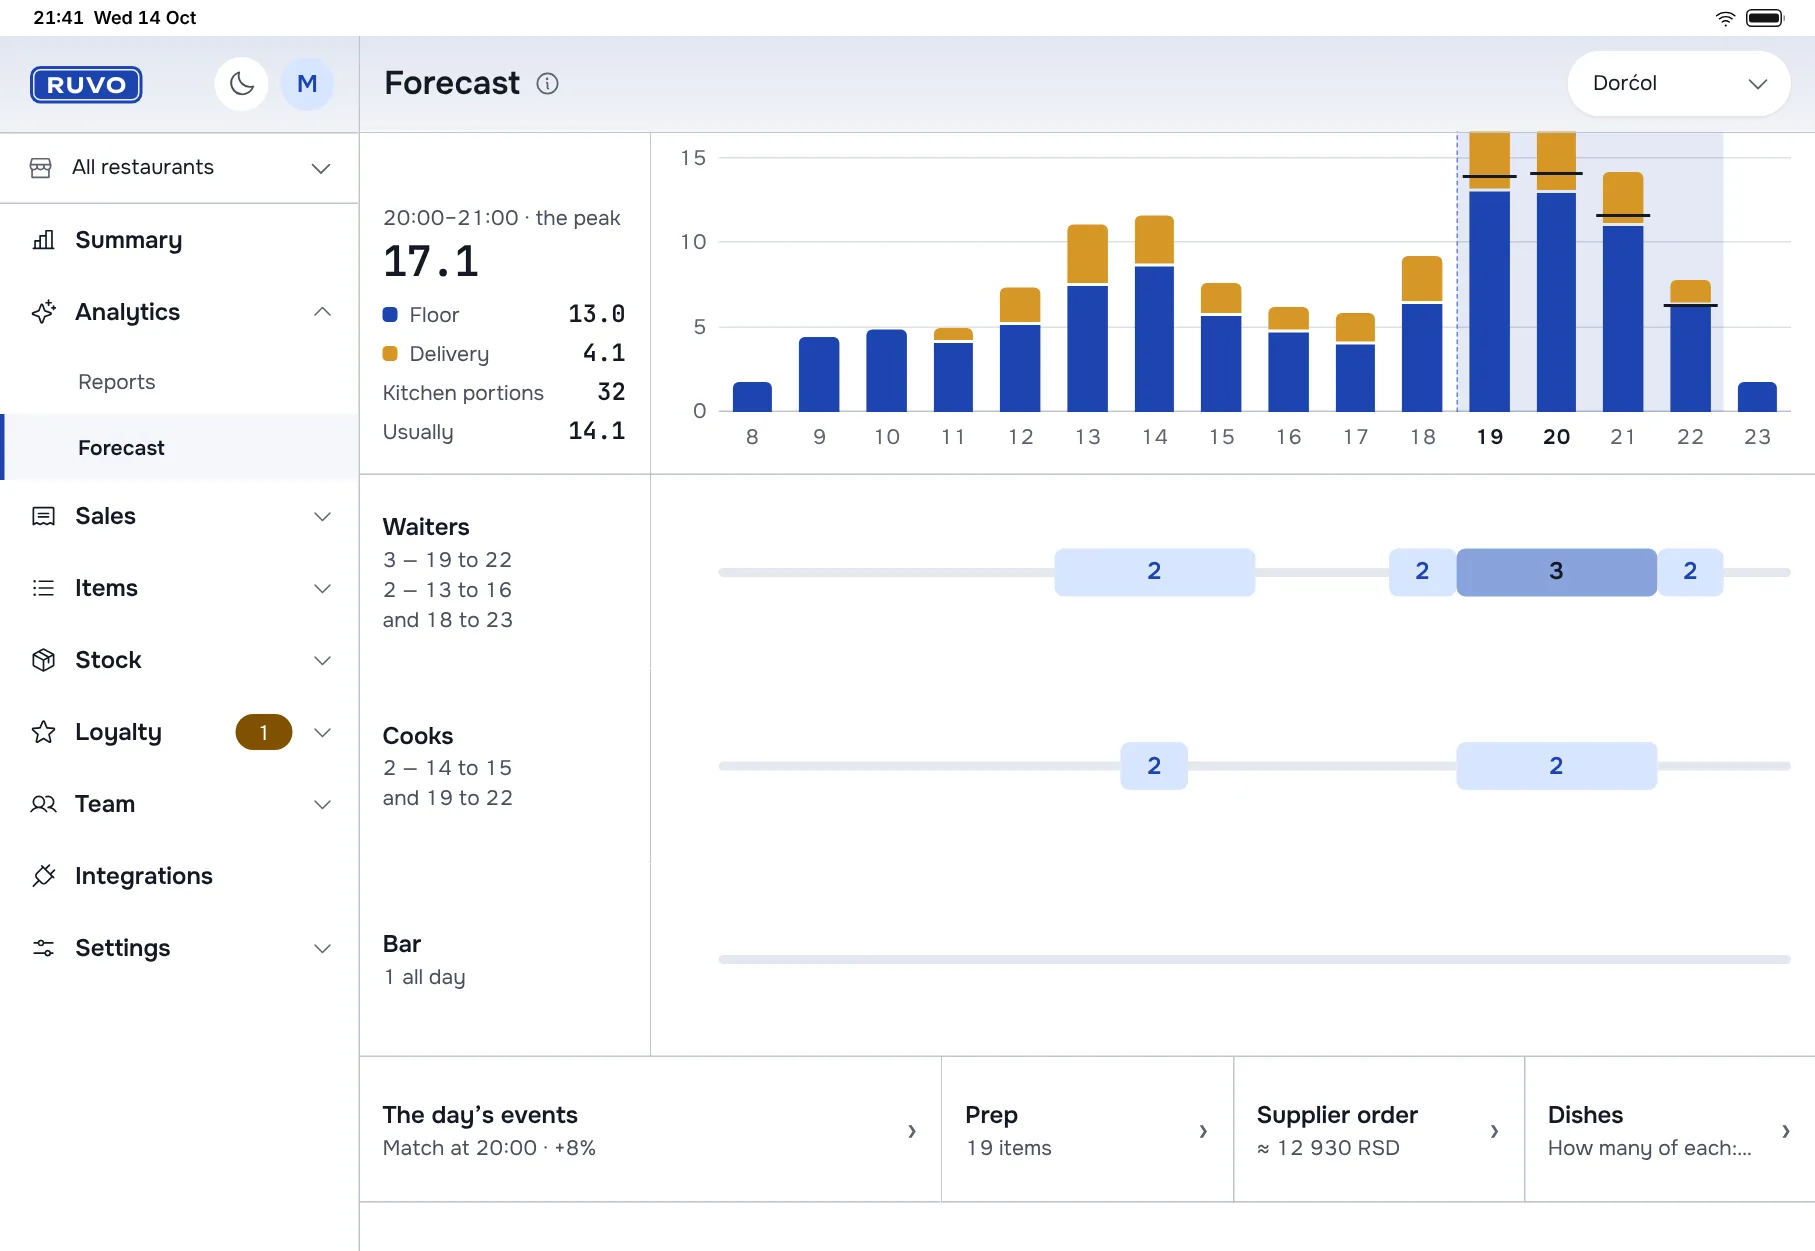 21:41 Wed 14 Oct
RUVO
M
Forecast
Dorćol
All restaurants
Summary
Analytics
Reports
Forecast
Sales
Items
Stock
Loyalty
1
Team
Integrations
Settings
20:00–21:00 · the peak
17.1
Floor 13.0
Delivery 4.1
Kitchen portions 32
Usually 14.1
15
10
5
0
8 9 10 11 12 13 14 15 16 17 18 19 20 21 22 23
Waiters
3 – 19 to 22
2 – 13 to 16
and 18 to 23
2 2 3 2
Cooks
2 – 14 to 15
and 19 to 22
2 2
Bar
1 all day
The day’s events
Match at 20:00 · +8%
Prep
19 items
Supplier order
≈ 12 930 RSD
Dishes
How many of each:...